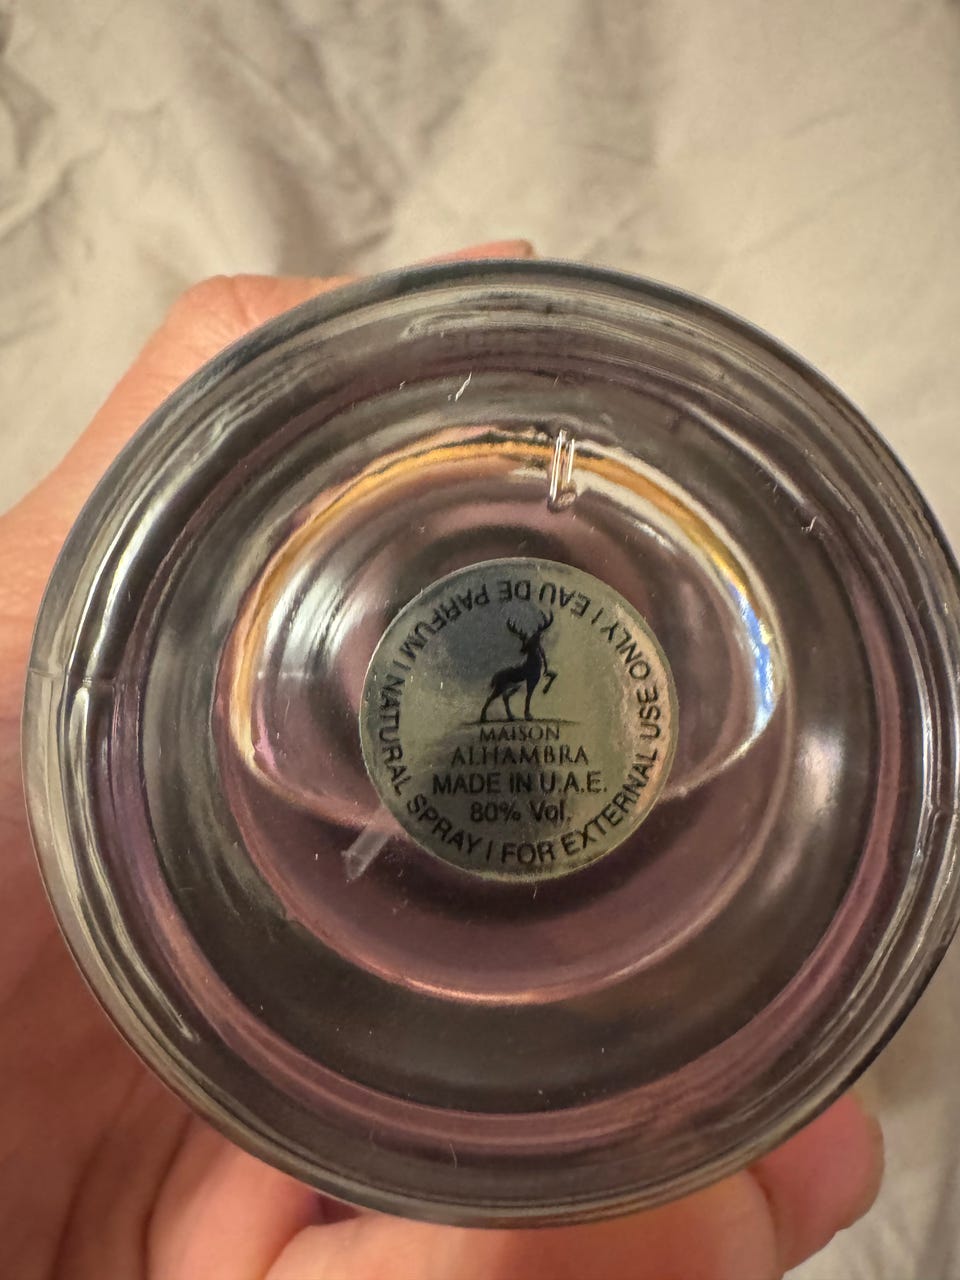 EAU DE PARFUM | NATURAL SPRAY | FOR EXTERNAL USE ONLY |
MAISON
ALHAMBRA
MADE IN U.A.E.
80% Vol.